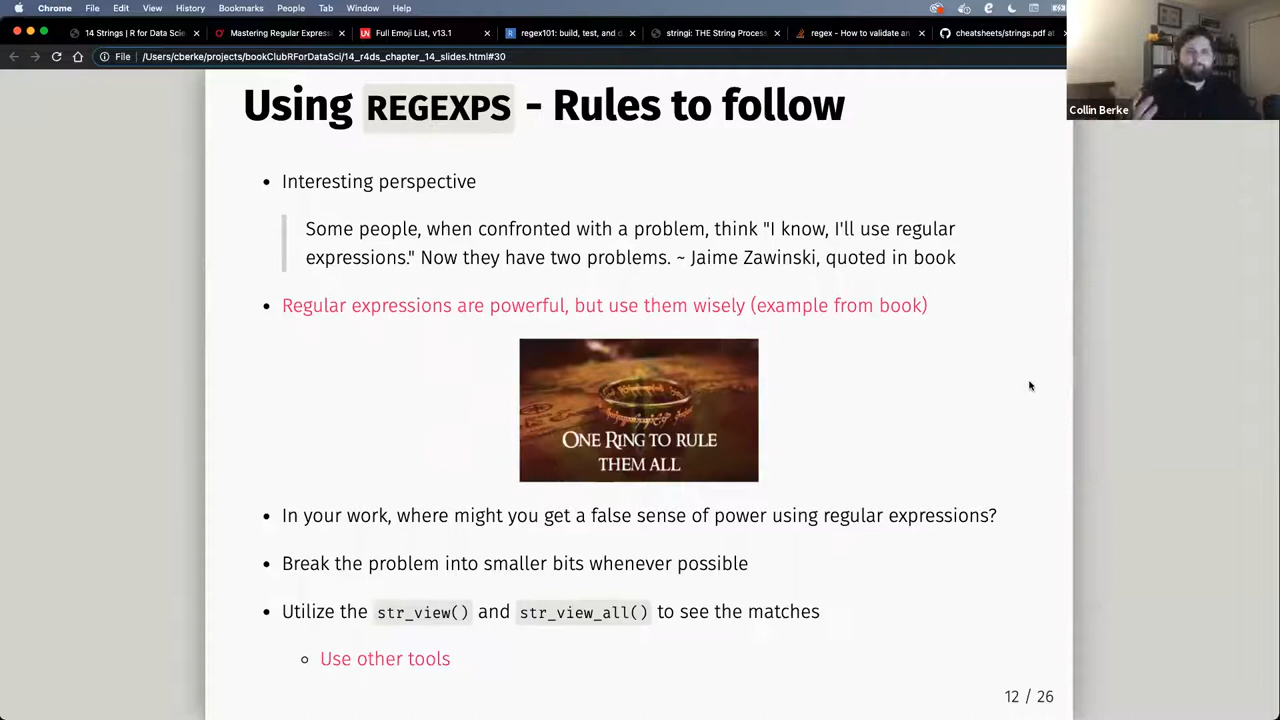 Chrome File Edit View History Bookmarks People Tab Window Help
14 Strings | R for Data Scie
Mastering Regular Expressi
Full Emoji List, v13.1
regex101: build, test, and d
stringi: THE String Process
regex - How to validate an
cheatsheets/strings.pdf at
File /Users/cberke/projects/bookClubRForDataSci/14_r4ds_chapter_14_slides.html#30
Collin Berke
Using REGEXPS - Rules to follow
• Interesting perspective
Some people, when confronted with a problem, think "I know, I'll use regular
expressions." Now they have two problems. ~ Jaime Zawinski, quoted in book
• Regular expressions are powerful, but use them wisely (example from book)
ONE RING TO RULE
THEM ALL
• In your work, where might you get a false sense of power using regular expressions?
• Break the problem into smaller bits whenever possible
• Utilize the str_view() and str_view_all() to see the matches
○ Use other tools
12 / 26